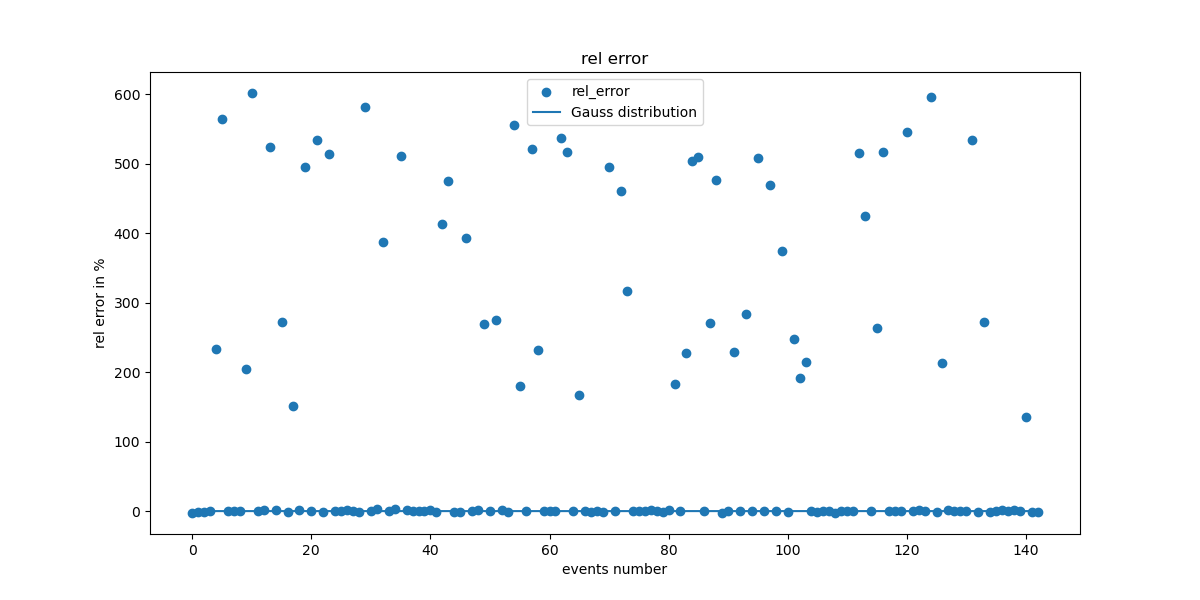 rel error
rel_error
Gauss distribution
rel error in %
600
500
400
300
200
100
0
0 20 40 60 80 100 120 140
events number